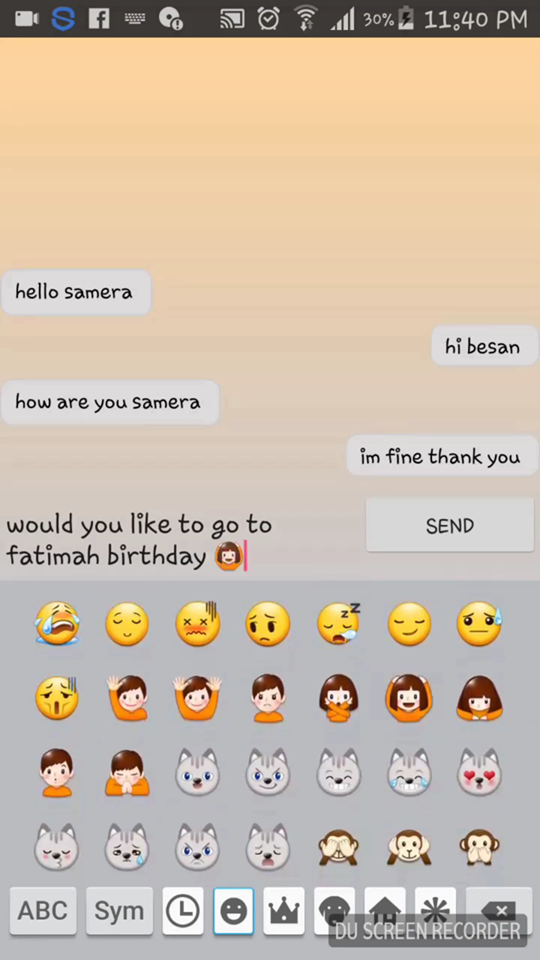 30% 11:40 PM
hello samera
hi besan
how are you samera
im fine thank you
would you like to go to
fatimah birthday
SEND
ABC Sym
DU SCREEN RECORDER